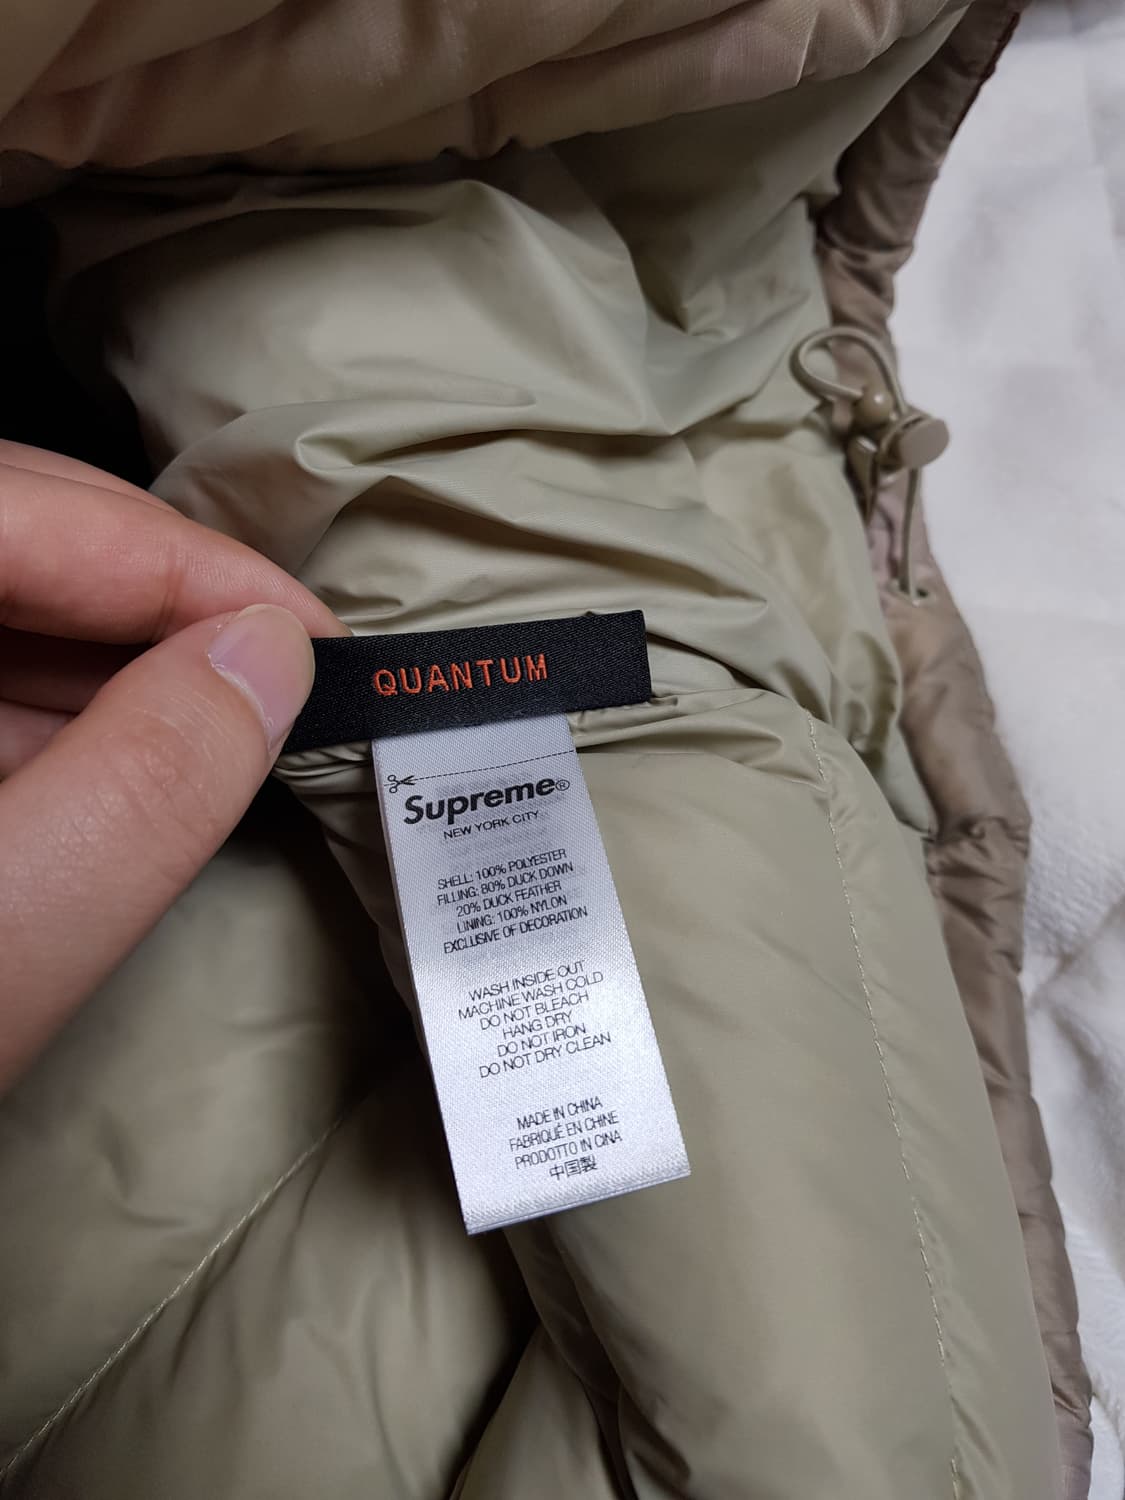 QUANTUM
Supreme®
NEW YORK CITY
SHELL: 100% POLYESTER
FILLING: 80% DUCK DOWN
20% DUCK FEATHER
LINING: 100% NYLON
EXCLUSIVE OF DECORATION
WASH INSIDE OUT
MACHINE WASH COLD
DO NOT BLEACH
HANG DRY
DO NOT IRON
DO NOT DRY CLEAN
MADE IN CHINA
FABRIQUÉ EN CHINE
PRODOTTO IN CINA
中国製